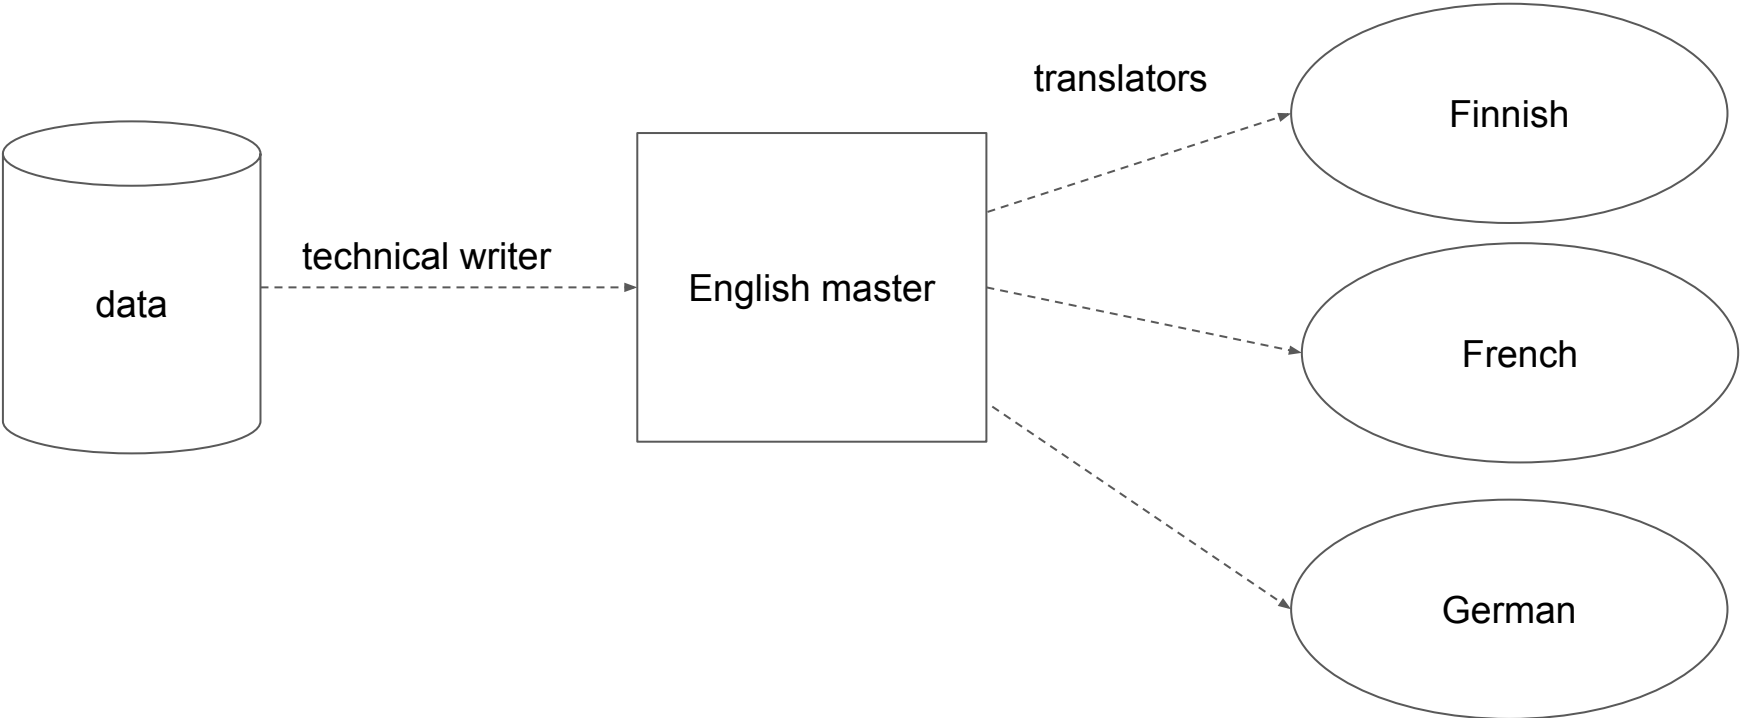 data
technical writer
English master
translators
Finnish
French
German